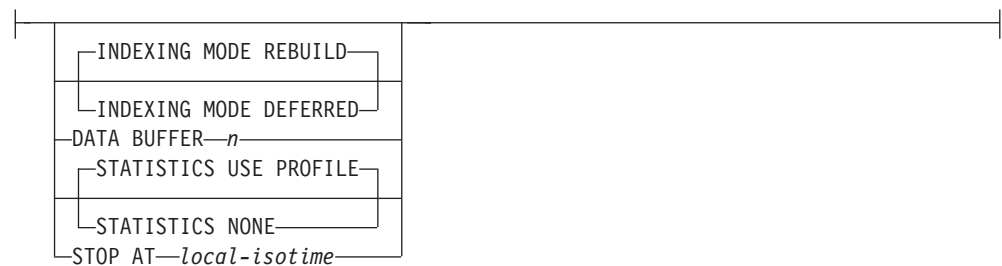 INDEXING MODE REBUILD
INDEXING MODE DEFERRED
DATA BUFFER n
STATISTICS USE PROFILE
STATISTICS NONE
STOP AT local-isotime